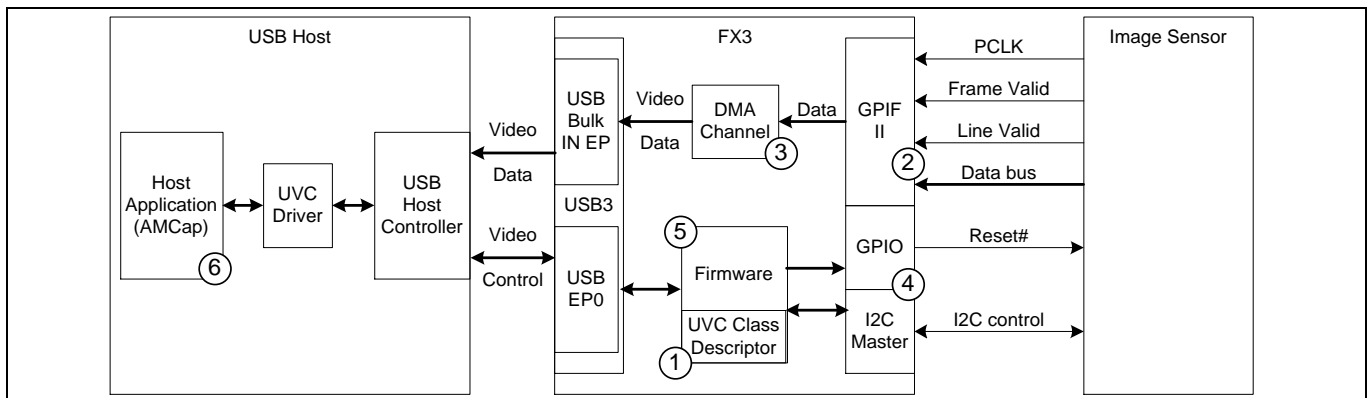 USB Host
FX3
Image Sensor
Host
Application
(AMCap)
6
UVC
Driver
USB
Host
Controller
Video
Data
Video
Control
USB
Bulk
IN EP
USB3
USB
EP0
Video
Data
DMA
Channel
3
Data
GPIF
II
2
5
Firmware
UVC Class
Descriptor
1
GPIO
4
I2C
Master
PCLK
Frame Valid
Line Valid
Data bus
Reset#
I2C control